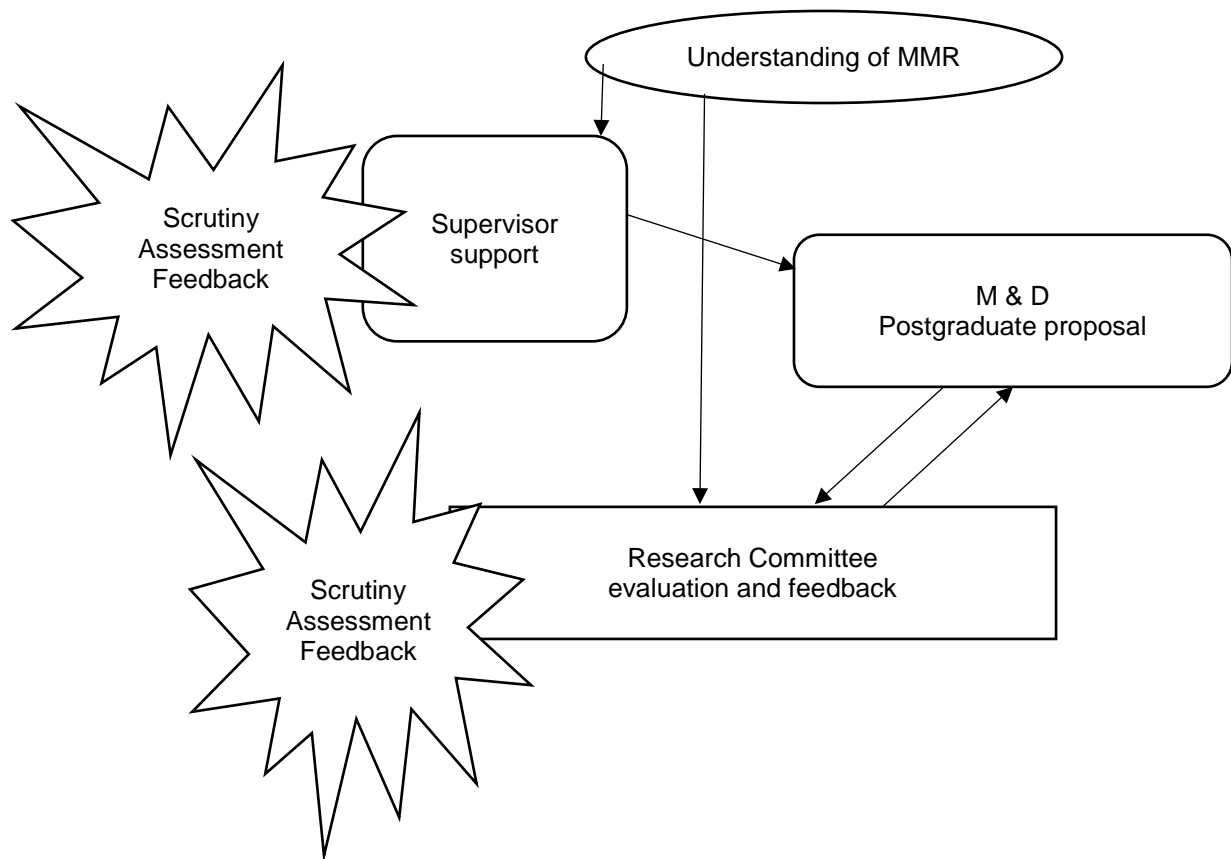 Understanding of MMR
Scrutiny
Assessment
Feedback
Supervisor
support
M & D
Postgraduate proposal
Research Committee
evaluation and feedback
Scrutiny
Assessment
Feedback